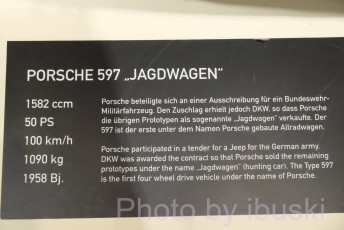 PORSCHE 597 „JAGDWAGEN“
1582 ccm
50 PS
100 km/h
1090 kg
1958 Bj.
Porsche beteiligte sich an einer Ausschreibung für ein Bundeswehr-
Militärfahrzeug. Den Zuschlag erhielt jedoch DKW, so dass Porsche
die übrigen Prototypen als sogenannte „Jagdwagen“ verkaufte. Der
597 ist der erste unter dem Namen Porsche gebaute Allradwagen.
Porsche participated in a tender for a Jeep for the German army.
DKW was awarded the contract so that Porsche sold the remaining
prototypes under the name „Jagdwagen“ (hunting car). The Type 597
is the first four wheel drive vehicle under the name of Porsche.
Photo by ibuski